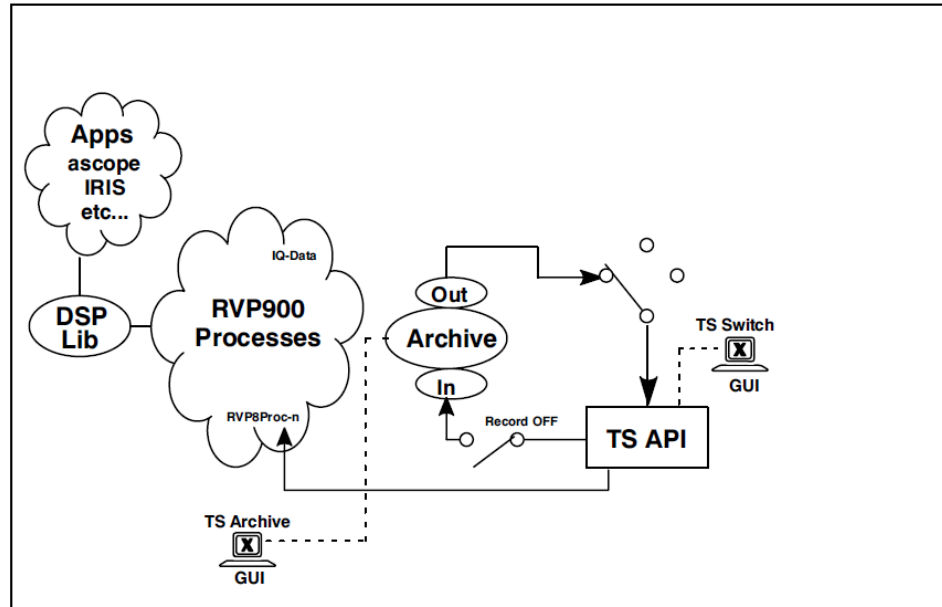 Apps
ascope
IRIS
etc...
IQ-Data
DSP
Lib
RVP900
Processes
RVP8Proc-n
Out
Archive
In
Record OFF
TS Switch
X
GUI
TS API
TS Archive
X
GUI